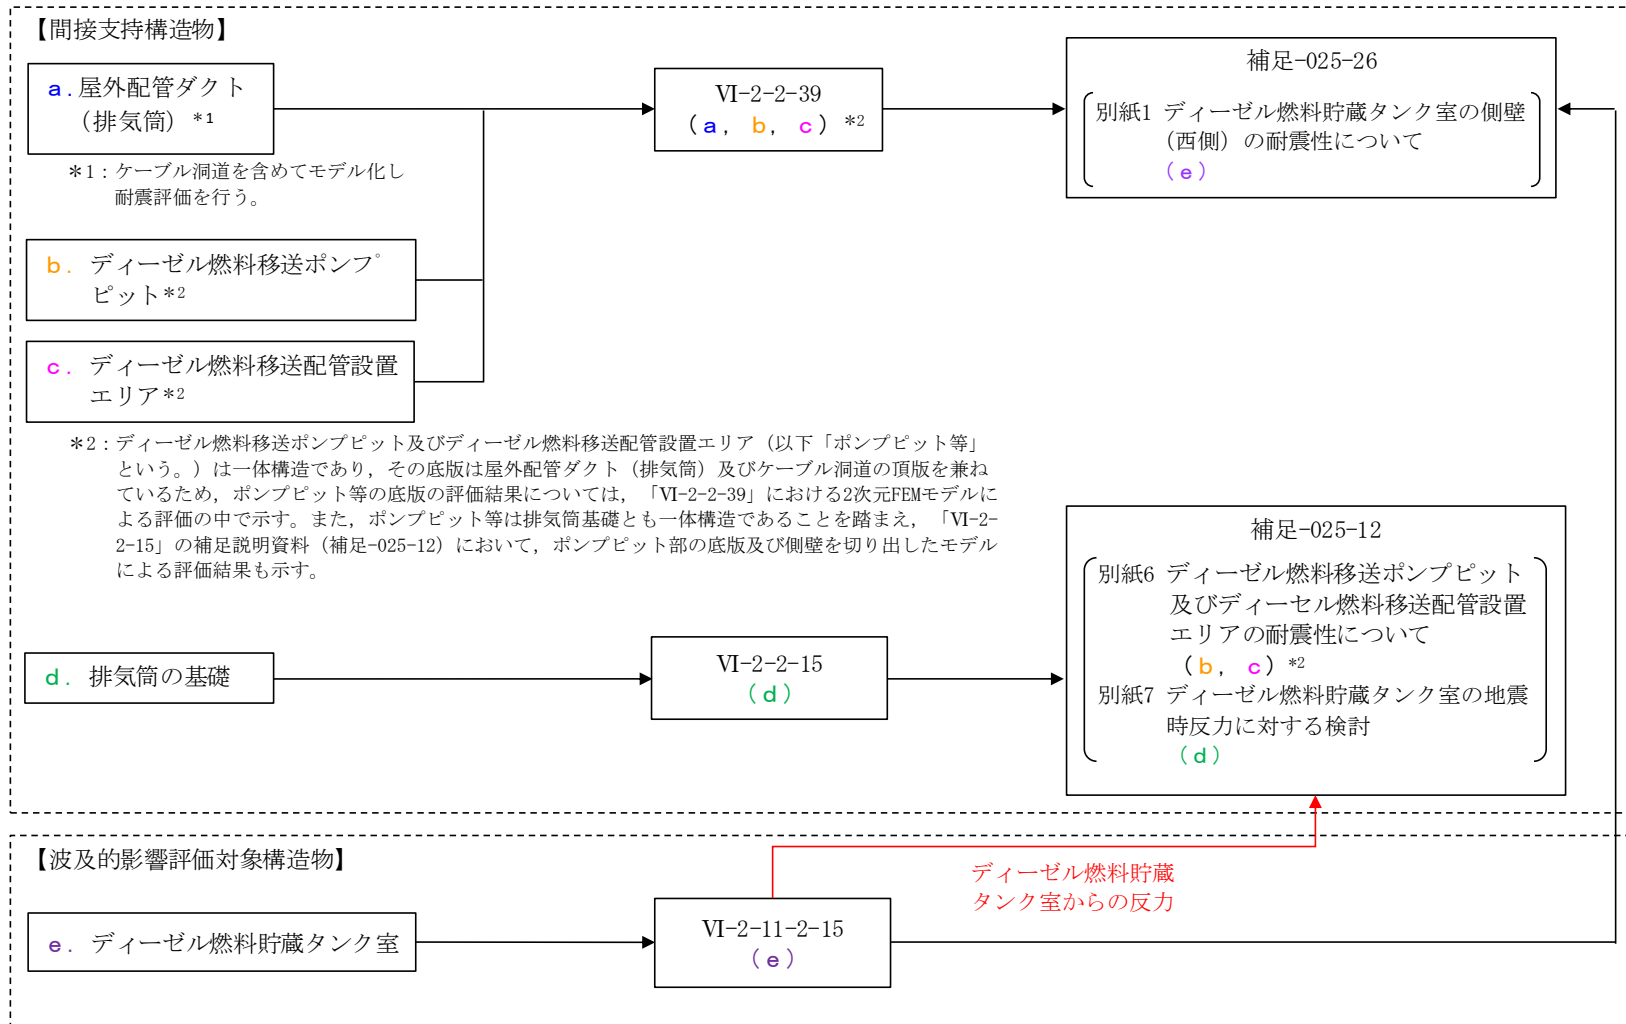 【間接支持構造物】
a.屋外配管ダクト
（排気筒）*1
*1：ケーブル洞道を含めてモデル化し
耐震評価を行う。
b. ディーゼル燃料移送ポンプ
ピット*2
c. ディーゼル燃料移送配管設置
エリア*2
Ⅵ-2-2-39
(a, b, c) *2
補足-025-26
別紙1 ディーゼル燃料貯蔵タンク室の側壁
(西側) の耐震性について
(e)
*2：ディーゼル燃料移送ポンプピット及びディーゼル燃料移送配管設置エリア（以下「ポンプピット等」
という。）は一体構造であり，その底版は屋外配管ダクト（排気筒）及びケーブル洞道の頂版を兼ね
ているため，ポンプピット等の底版の評価結果については，「Ⅵ-2-2-39」における2次元FEMモデルに
よる評価の中で示す。また，ポンプピット等は排気筒基礎とも一体構造であることを踏まえ，「Ⅵ-2-
2-15」の補足説明資料（補足-025-12）において，ポンプピット部の底版及び側壁を切り出したモデル
による評価結果も示す。
d. 排気筒の基礎
Ⅵ-2-2-15
(d)
補足-025-12
別紙6 ディーゼル燃料移送ポンプピット
及びディーセル燃料移送配管設置
エリアの耐震性について
(b, c) *2
別紙7 ディーゼル燃料貯蔵タンク室の地震
時反力に対する検討
(d)
【波及的影響評価対象構造物】
e. ディーゼル燃料貯蔵タンク室
Ⅵ-2-11-2-15
(e)
ディーゼル燃料貯蔵
タンク室からの反力